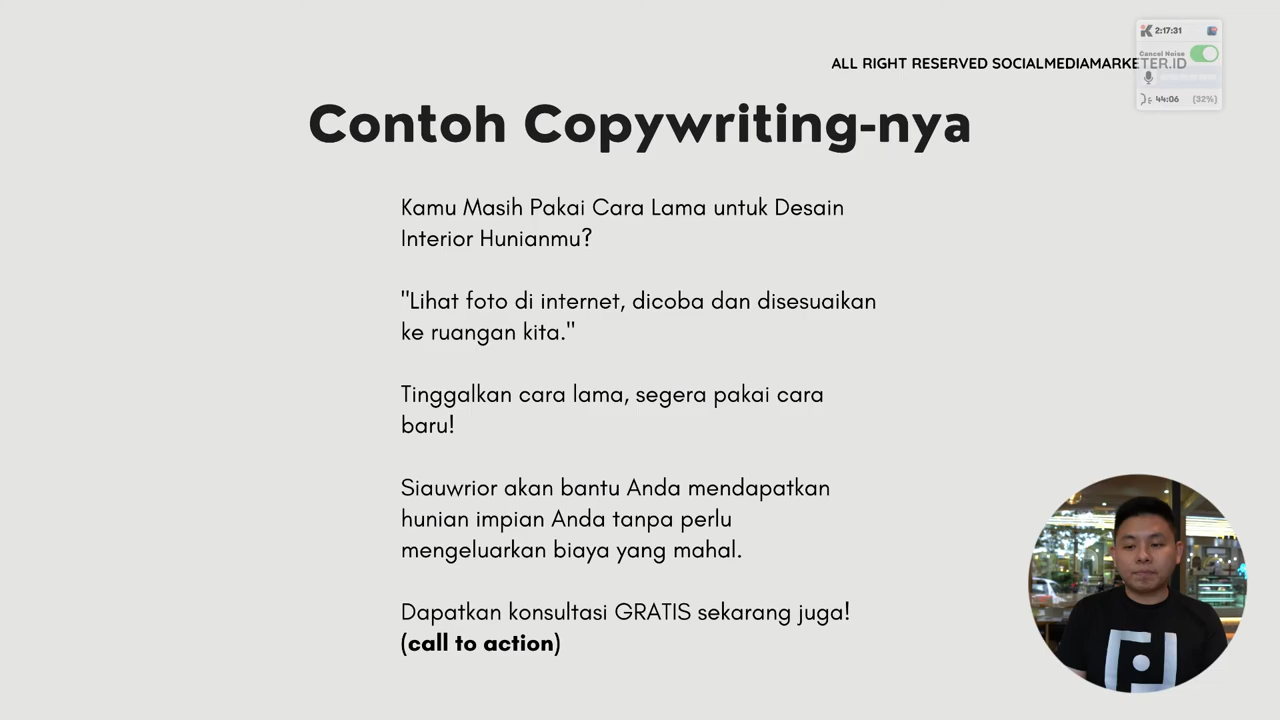 2:17:31
Cancel Noise
ALL RIGHT RESERVED SOCIALMEDIAMARKETER.ID
44:06 (32%)
Contoh Copywriting-nya
Kamu Masih Pakai Cara Lama untuk Desain
Interior Hunianmu?
"Lihat foto di internet, dicoba dan disesuaikan
ke ruangan kita."
Tinggalkan cara lama, segera pakai cara
baru!
Siauwrior akan bantu Anda mendapatkan
hunian impian Anda tanpa perlu
mengeluarkan biaya yang mahal.
Dapatkan konsultasi GRATIS sekarang juga!
(call to action)